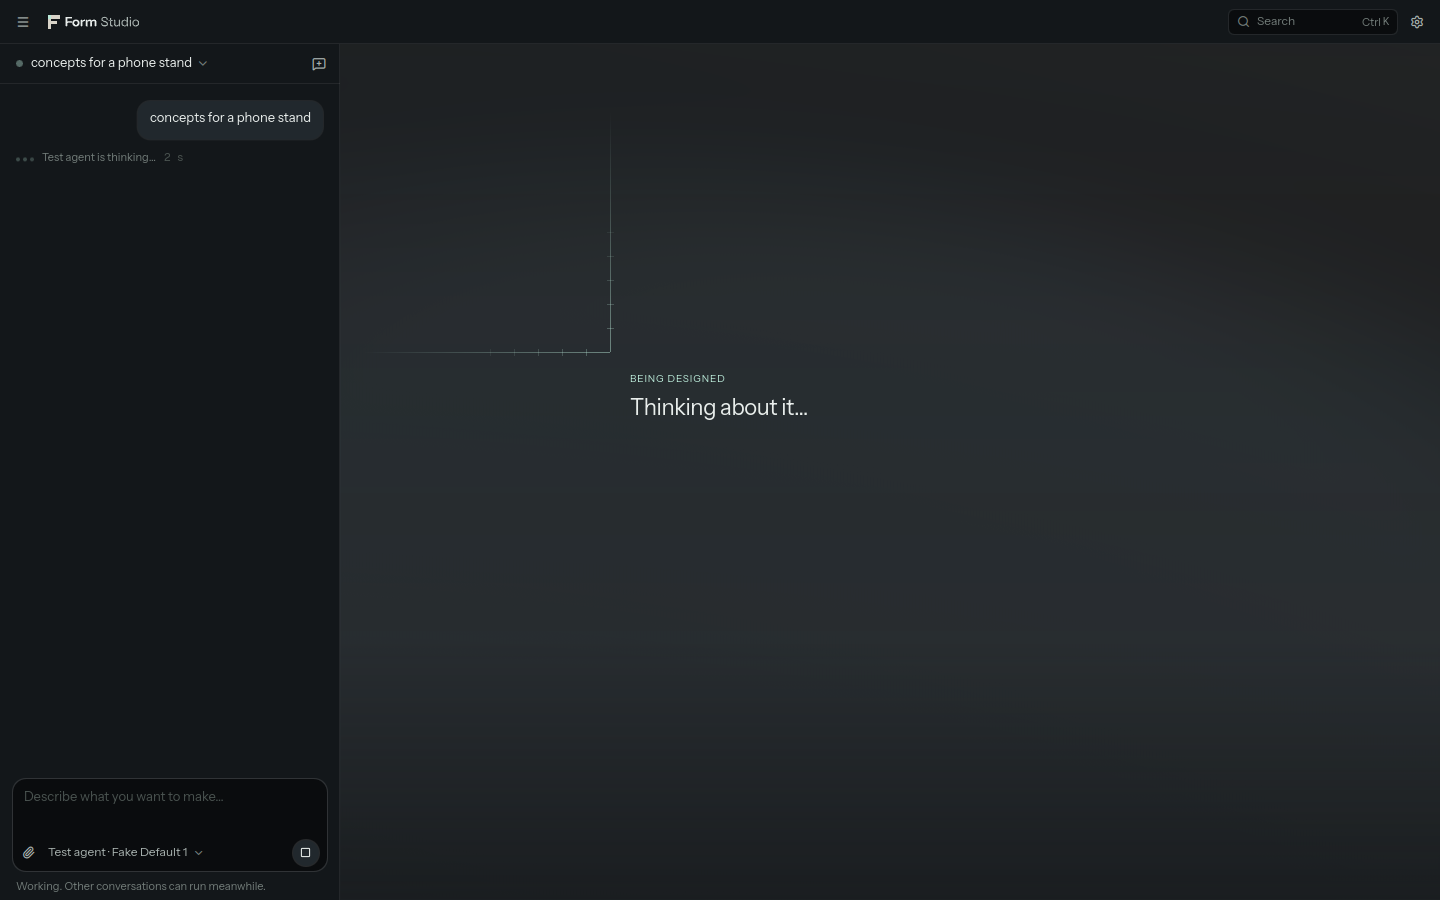 Form Studio
Search Ctrl K
concepts for a phone stand
concepts for a phone stand
Test agent is thinking... 2 s
BEING DESIGNED
Thinking about it...
Describe what you want to make...
Test agent · Fake Default 1
Working. Other conversations can run meanwhile.